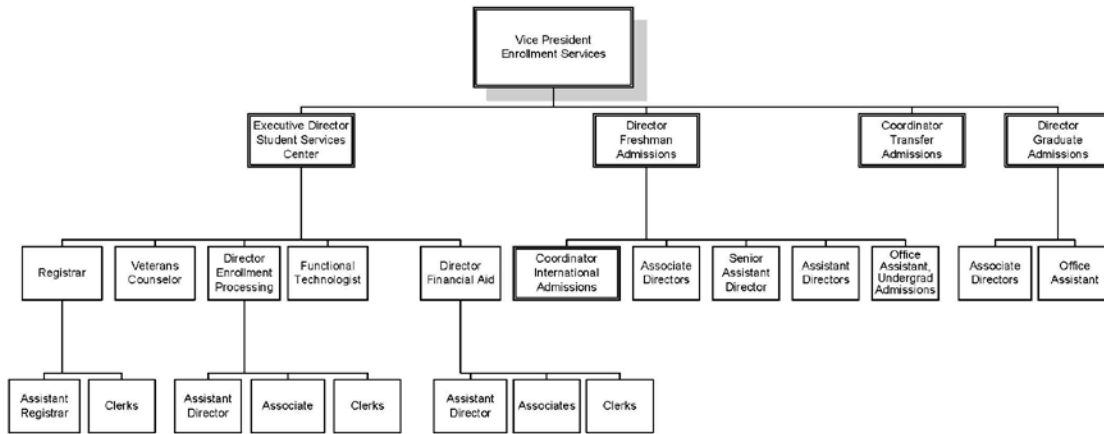 Vice President
Enrollment Services
Executive Director
Student Services
Center
Director
Freshman
Admissions
Coordinator
Transfer
Admissions
Director
Graduate
Admissions
Registrar
Veterans
Counselor
Director
Enrollment
Processing
Functional
Technologist
Director
Financial Aid
Coordinator
International
Admissions
Associate
Directors
Senior
Assistant
Director
Assistant
Directors
Office
Assistant,
Undergrad
Admissions
Associate
Directors
Office
Assistant
Assistant
Registrar
Clerks
Assistant
Director
Associate
Clerks
Assistant
Director
Associates
Clerks